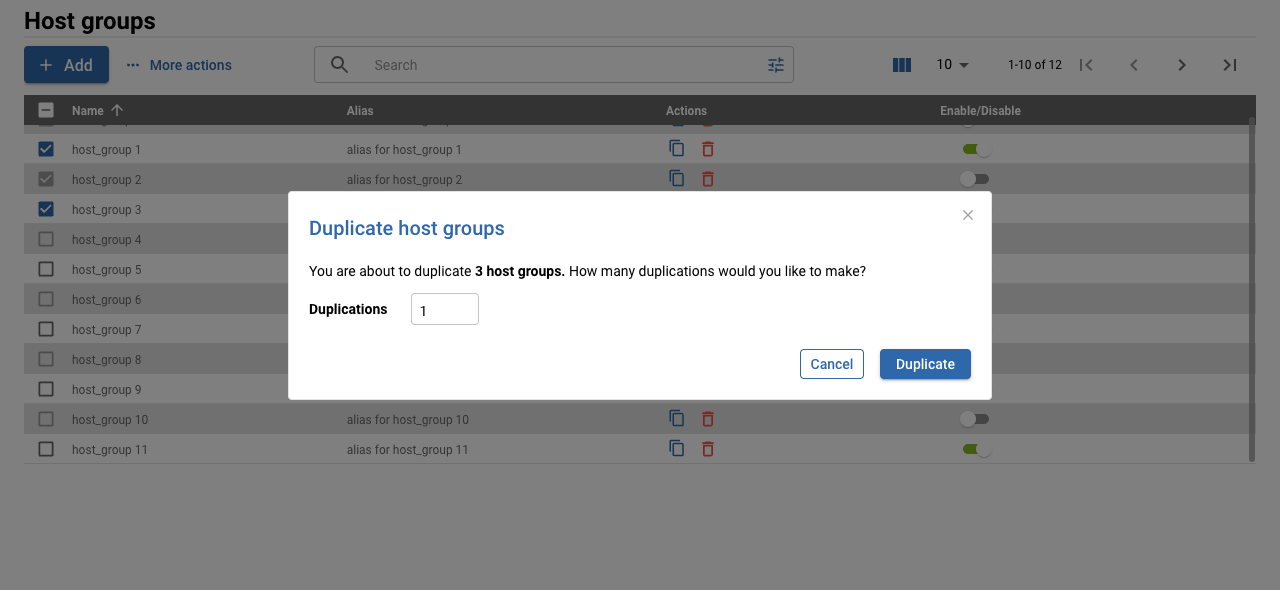 Host groups
Add
More actions
Search
10
1-10 of 12
Name
Alias
Actions
Enable/Disable
host_group 1
alias for host_group 1
host_group 2
alias for host_group 2
host_group 3
host_group 4
host_group 5
host_group 6
host_group 7
host_group 8
host_group 9
host_group 10
alias for host_group 10
host_group 11
alias for host_group 11
Duplicate host groups
You are about to duplicate 3 host groups. How many duplications would you like to make?
Duplications
1
Cancel
Duplicate